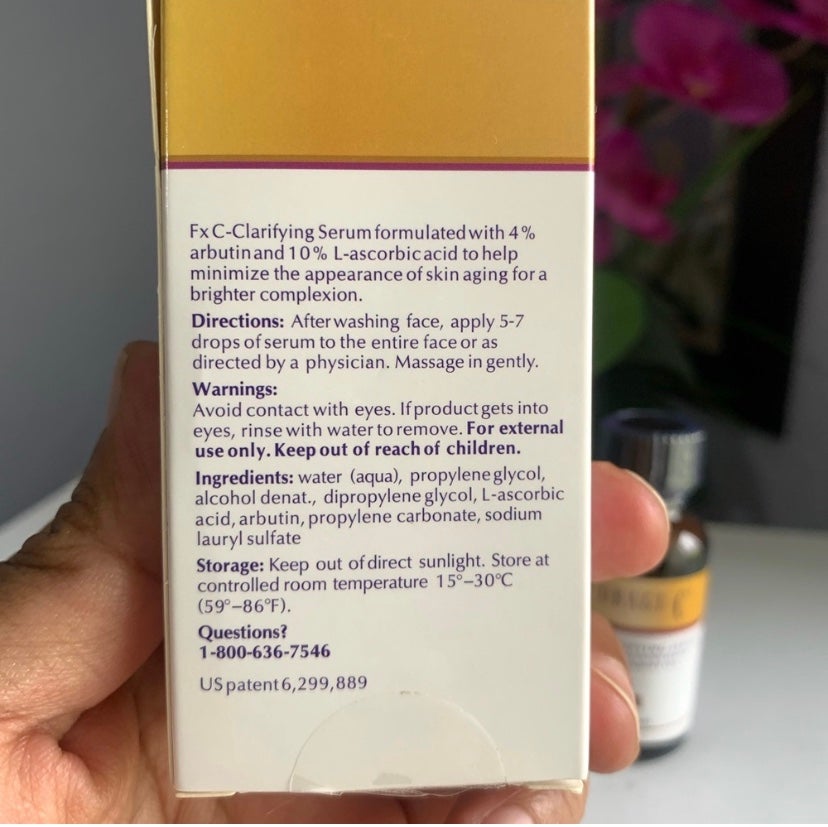 Fx C-Clarifying Serum formulated with 4%
arbutin and 10% L-ascorbic acid to help
minimize the appearance of skin aging for a
brighter complexion.
Directions: After washing face, apply 5-7
drops of serum to the entire face or as
directed by a physician. Massage in gently.
Warnings:
Avoid contact with eyes. If product gets into
eyes, rinse with water to remove. For external
use only. Keep out of reach of children.
Ingredients: water (aqua), propylene glycol,
alcohol denat., dipropylene glycol, L-ascorbic
acid, arbutin, propylene carbonate, sodium
lauryl sulfate
Storage: Keep out of direct sunlight. Store at
controlled room temperature 15°–30°C
(59°–86°F).
Questions?
1-800-636-7546
US patent 6,299,889